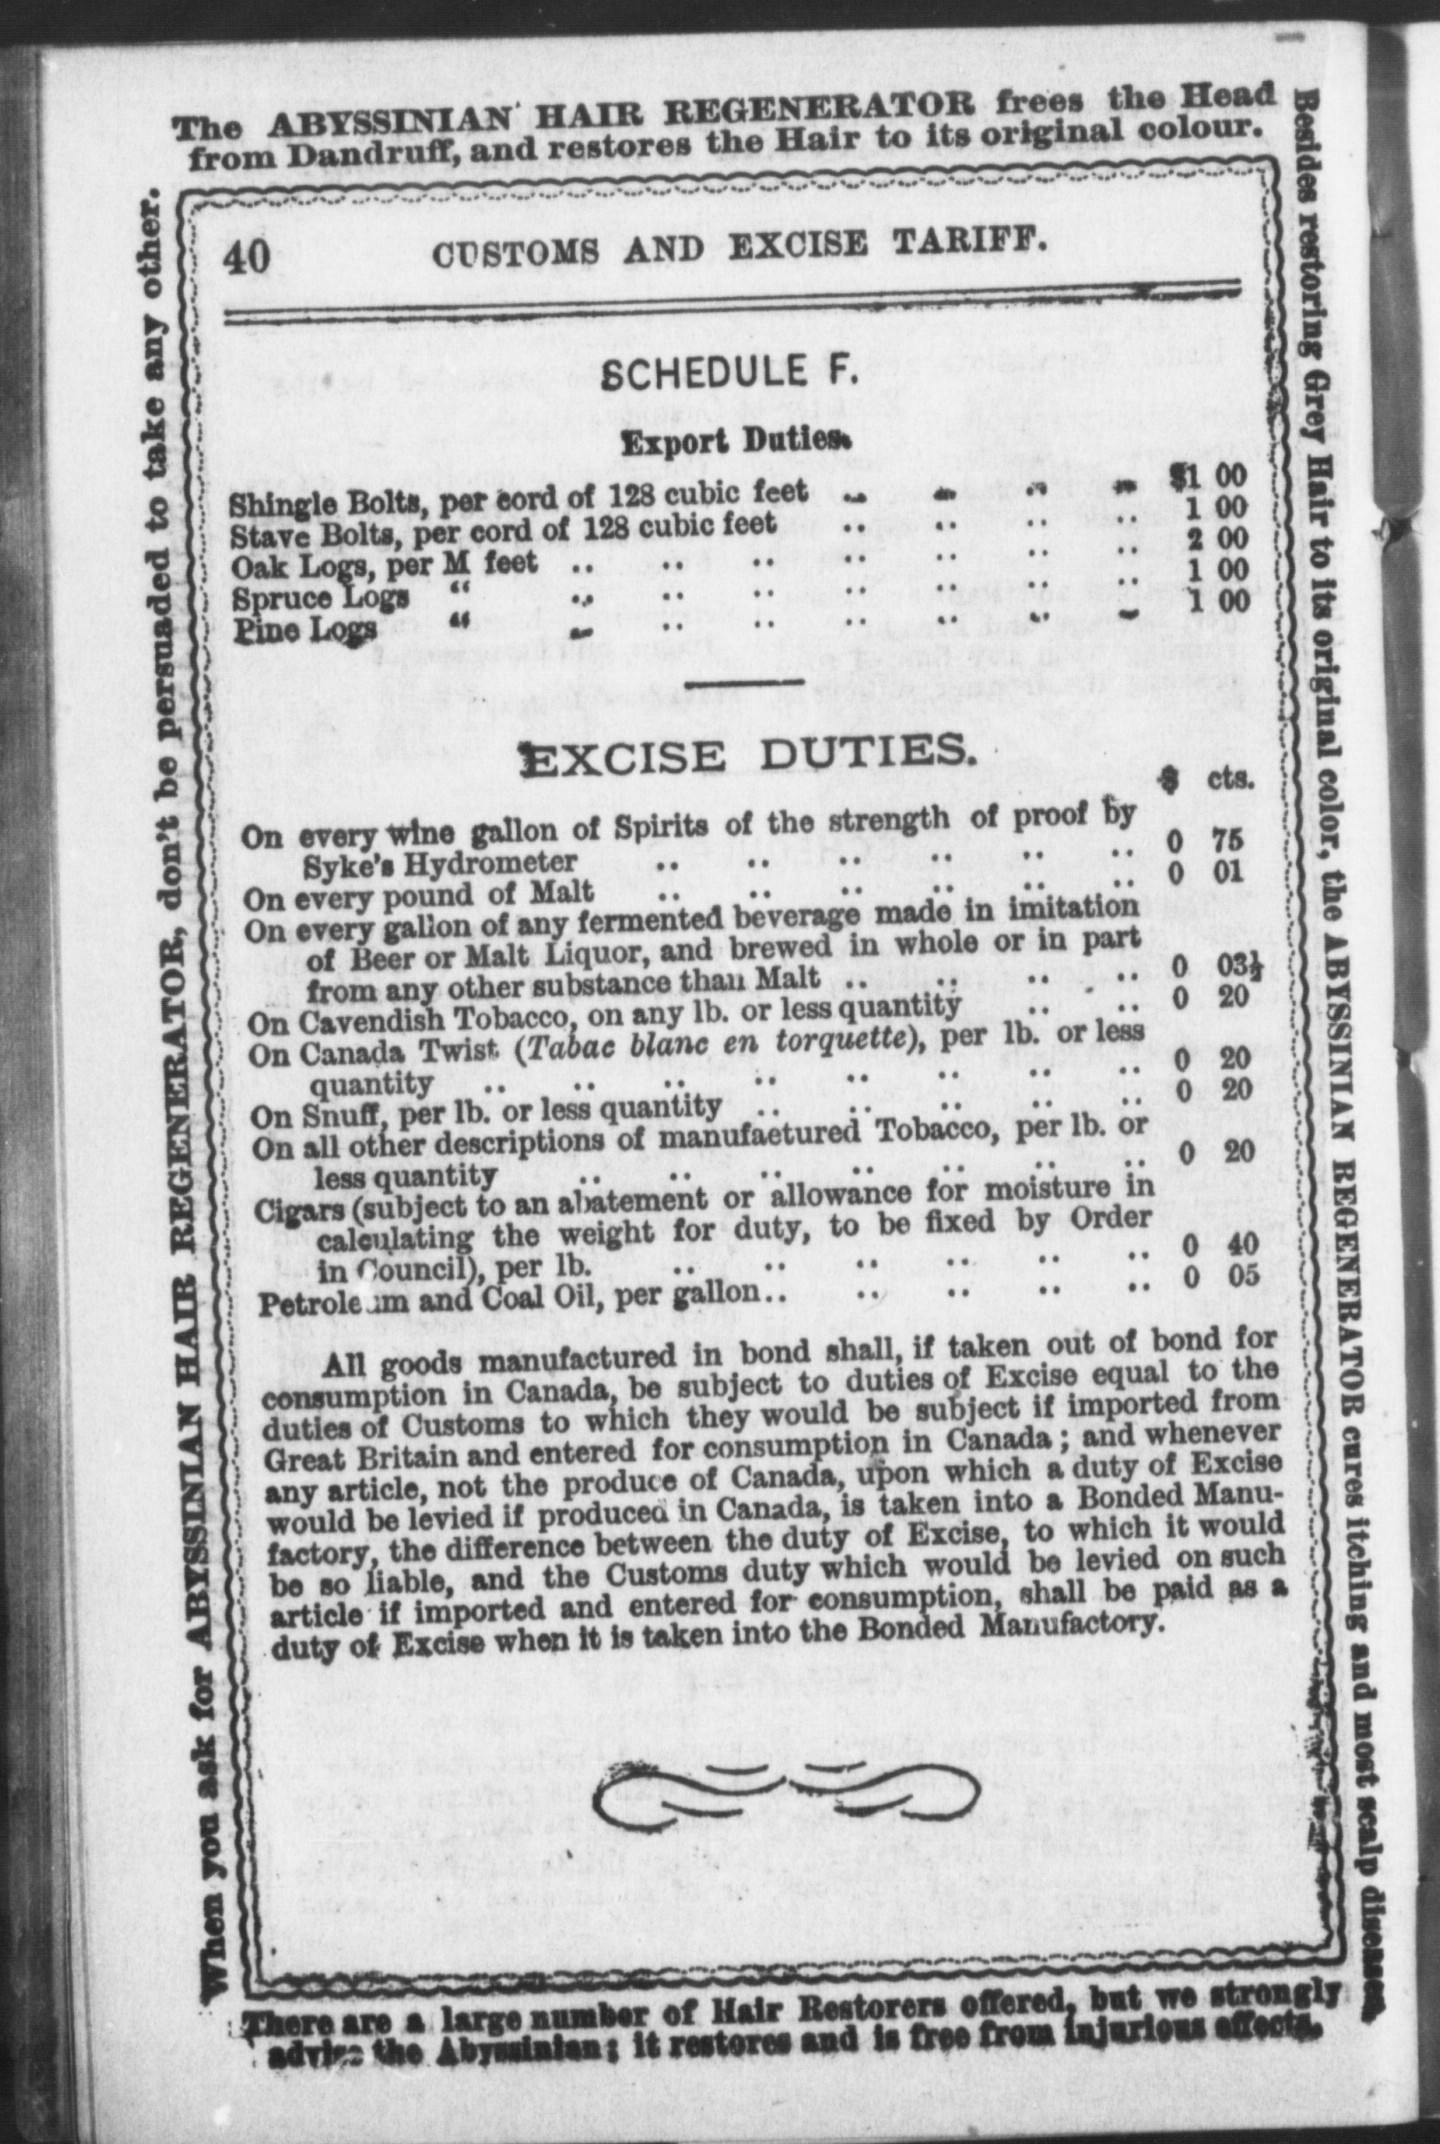 The ABYSSINIAN HAIR REGENERATOR frees the Head
from Dandruff, and restores the Hair to its original colour.
40 CUSTOMS AND EXCISE TARIFF.
SCHEDULE F.
Export Duties.
Shingle Bolts, per cord of 128 cubic feet .. .. .. .. $1 00
Stave Bolts, per cord of 128 cubic feet .. .. .. .. 1 00
Oak Logs, per M feet .. .. .. .. .. .. .. 2 00
Spruce Logs “ .. .. .. .. .. .. .. 1 00
Pine Logs “ .. .. .. .. .. .. .. 1 00
EXCISE DUTIES.
$ cts.
On every wine gallon of Spirits of the strength of proof by
Syke's Hydrometer .. .. .. .. .. .. 0 75
On every pound of Malt .. .. .. .. .. .. 0 01
On every gallon of any fermented beverage made in imitation
of Beer or Malt Liquor, and brewed in whole or in part
from any other substance than Malt .. .. .. .. 0 03½
On Cavendish Tobacco, on any lb. or less quantity .. .. 0 20
On Canada Twist (Tabac blanc en torquette), per lb. or less
quantity .. .. .. .. .. .. .. .. 0 20
On Snuff, per lb. or less quantity .. .. .. .. .. 0 20
On all other descriptions of manufaetured Tobacco, per lb. or
less quantity .. .. .. .. .. .. .. 0 20
Cigars (subject to an abatement or allowance for moisture in
calculating the weight for duty, to be fixed by Order
in Council), per lb. .. .. .. .. .. .. 0 40
Petroleum and Coal Oil, per gallon.. .. .. .. .. 0 05
All goods manufactured in bond shall, if taken out of bond for
consumption in Canada, be subject to duties of Excise equal to the
duties of Customs to which they would be subject if imported from
Great Britain and entered for consumption in Canada; and whenever
any article, not the produce of Canada, upon which a duty of Excise
would be levied if produced in Canada, is taken into a Bonded Manu-
factory, the difference between the duty of Excise, to which it would
be so liable, and the Customs duty which would be levied on such
article if imported and entered for consumption, shall be paid as a
duty of Excise when it is taken into the Bonded Manufactory.
There are a large number of Hair Restorers offered, but we strongly
advise the Abyssinian; it restores and is free from injurious effects.
When you ask for ABYSSINIAN HAIR REGENERATOR, don't be persuaded to take any other.
Besides restoring Grey Hair to its original color, the ABYSSINIAN REGENERATOR cures itching and most scalp diseases.